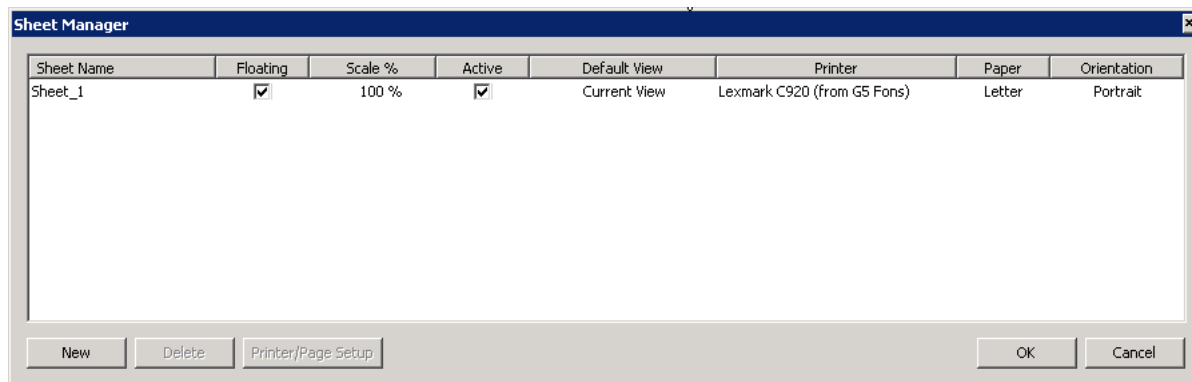 Sheet Manager
Sheet Name Floating Scale % Active Default View Printer Paper Orientation
Sheet_1 100 % Current View Lexmark C920 (from G5 Fons) Letter Portrait
New Delete Printer/Page Setup OK Cancel